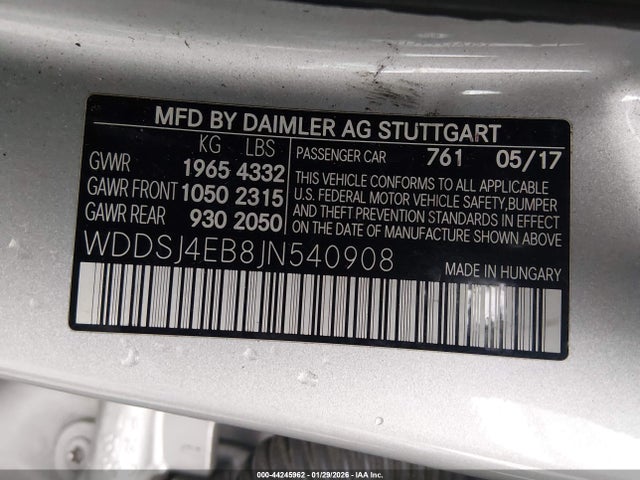 MFD BY DAIMLER AG STUTTGART
KG LBS
GVWR 1965 4332
GAWR FRONT 1050 2315
GAWR REAR 930 2050
PASSENGER CAR 761 05/17
THIS VEHICLE CONFORMS TO ALL APPLICABLE
U.S. FEDERAL MOTOR VEHICLE SAFETY,BUMPER
AND THEFT PREVENTION STANDARDS IN EFFECT
ON THE DATE OF MANUFACTURE SHOWN ABOVE
WDDSJ4EB8JN540908
MADE IN HUNGARY
000-44245962 - 01/29/2026 - IAA Inc.